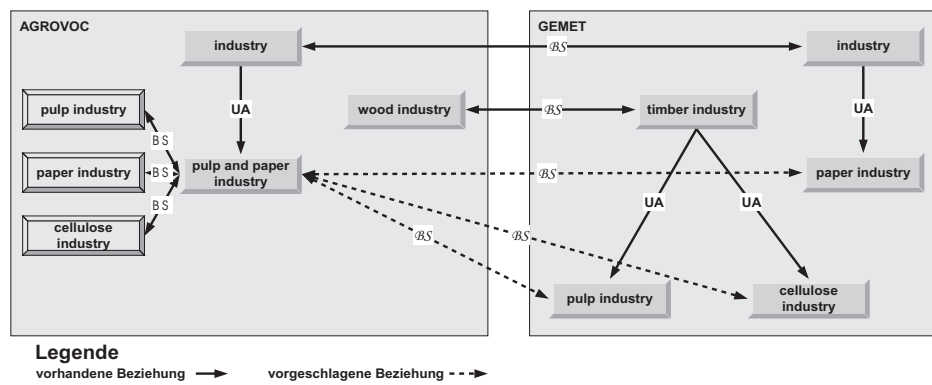 AGROVOC
GEMET
industry
BS
industry
UA
UA
pulp industry
wood industry
BS
timber industry
BS
paper industry
BS
pulp and paper
industry
BS
paper industry
BS
UA
UA
cellulose
industry
BS
BS
pulp industry
cellulose
industry
Legende
vorhandene Beziehung
vorgeschlagene Beziehung